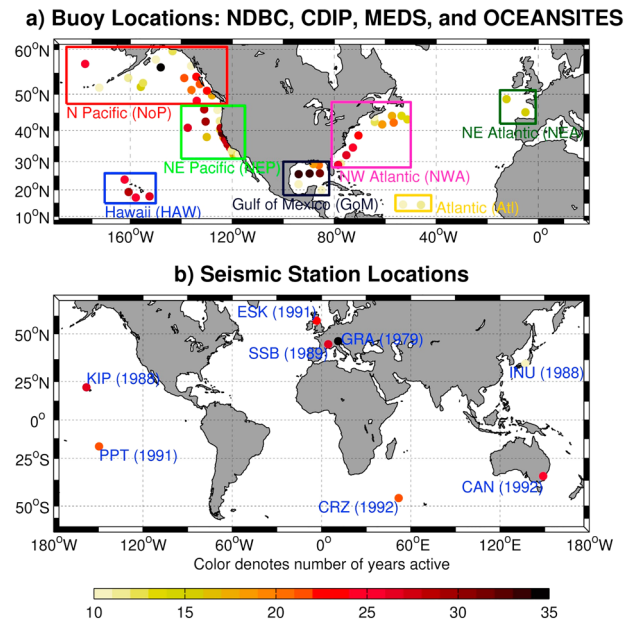 a) Buoy Locations: NDBC, CDIP, MEDS, and OCEANSITES
60°N
50°N
40°N
30°N
20°N
10°N
N Pacific (NoP)
NE Pacific (NEP)
NE Atlantic (NEA)
NW Atlantic (NWA)
Hawaii (HAW)
Gulf of Mexico (GoM)
Atlantic (Atl)
160°W 120°W 80°W 40°W 0°
b) Seismic Station Locations
50°N
25°N
0°
25°S
50°S
ESK (1991)
GRA (1979)
SSB (1989)
KIP (1988)
INU (1988)
PPT (1991)
CAN (1992)
CRZ (1992)
180°W 120°W 60°W 0° 60°E 120°E 180°W
Color denotes number of years active
10 15 20 25 30 35